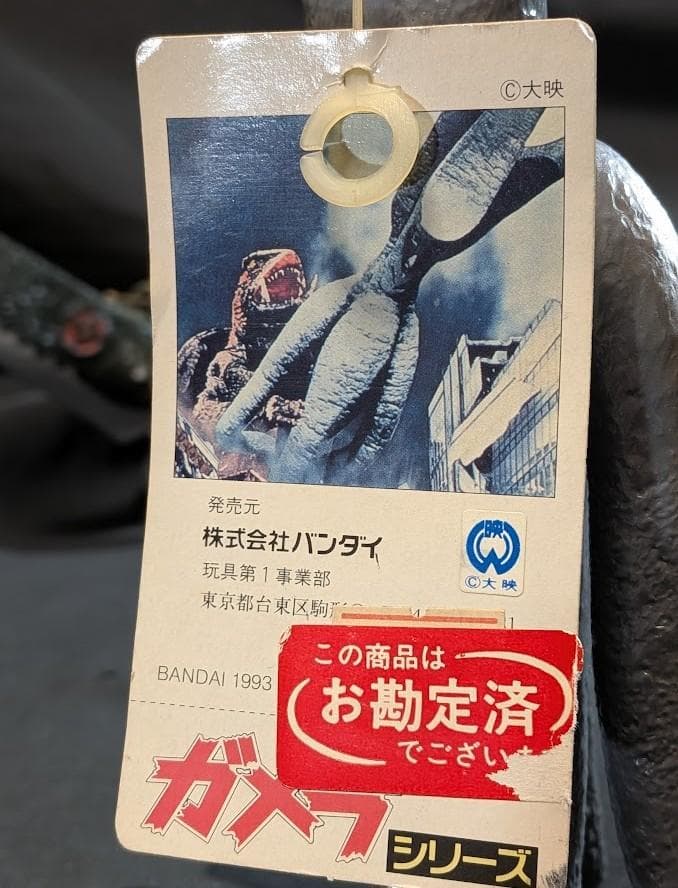 ©大映
発売元
株式会社バンダイ
玩具第1事業部
東京都台東区駒形
映
©大映
この商品は
お勘定済
でござい
BANDAI 1993
ガメラ
シリーズ